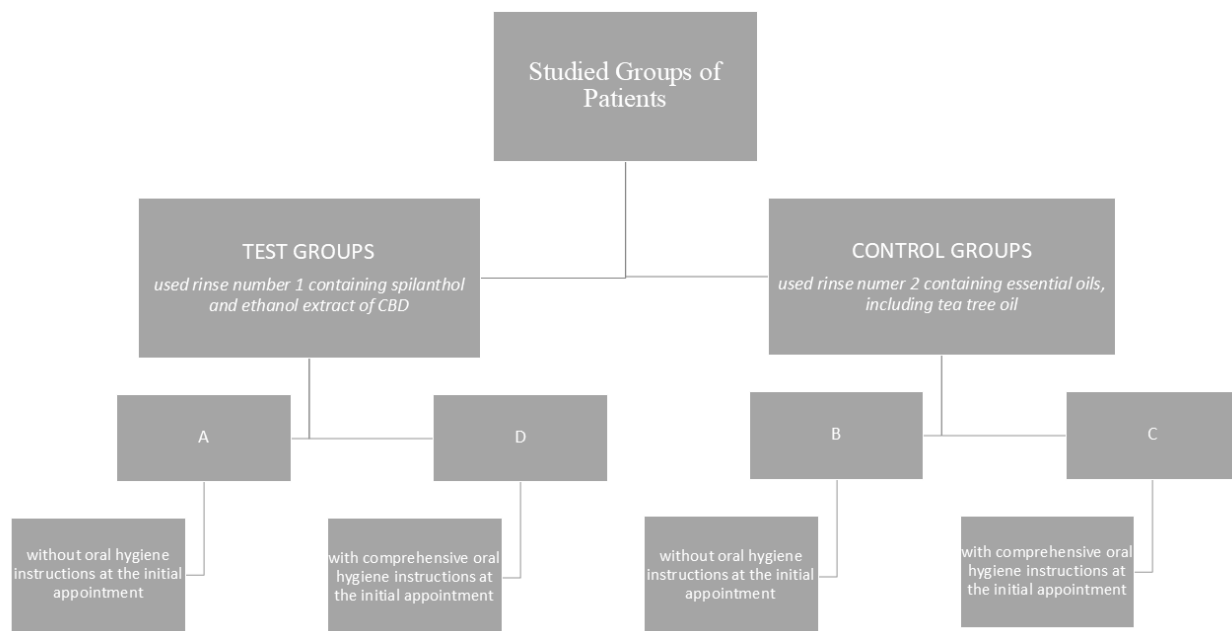 Studied Groups of
Patients
TEST GROUPS
used rinse number 1 containing spilanthol
and ethanol extract of CBD
CONTROL GROUPS
used rinse numer 2 containing essential oils,
including tea tree oil
A
D
B
C
without oral hygiene
instructions at the initial
appointment
with comprehensive oral
hygiene instructions at
the initial appointment
without oral hygiene
instructions at the initial
appointment
with comprehensive oral
hygiene instructions at
the initial appointment